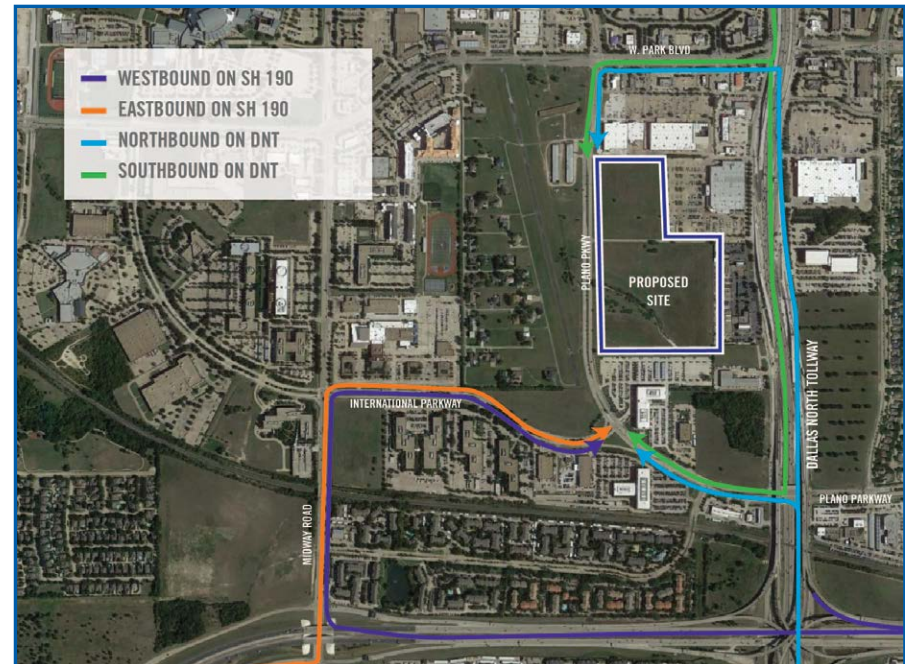 WESTBOUND ON SH 190
EASTBOUND ON SH 190
NORTHBOUND ON DNT
SOUTHBOUND ON DNT
W. PARK BLVD
PLANO PKWY
PROPOSED
SITE
INTERNATIONAL PARKWAY
MIDWAY ROAD
DALLAS NORTH TOLLWAY
PLANO PARKWAY